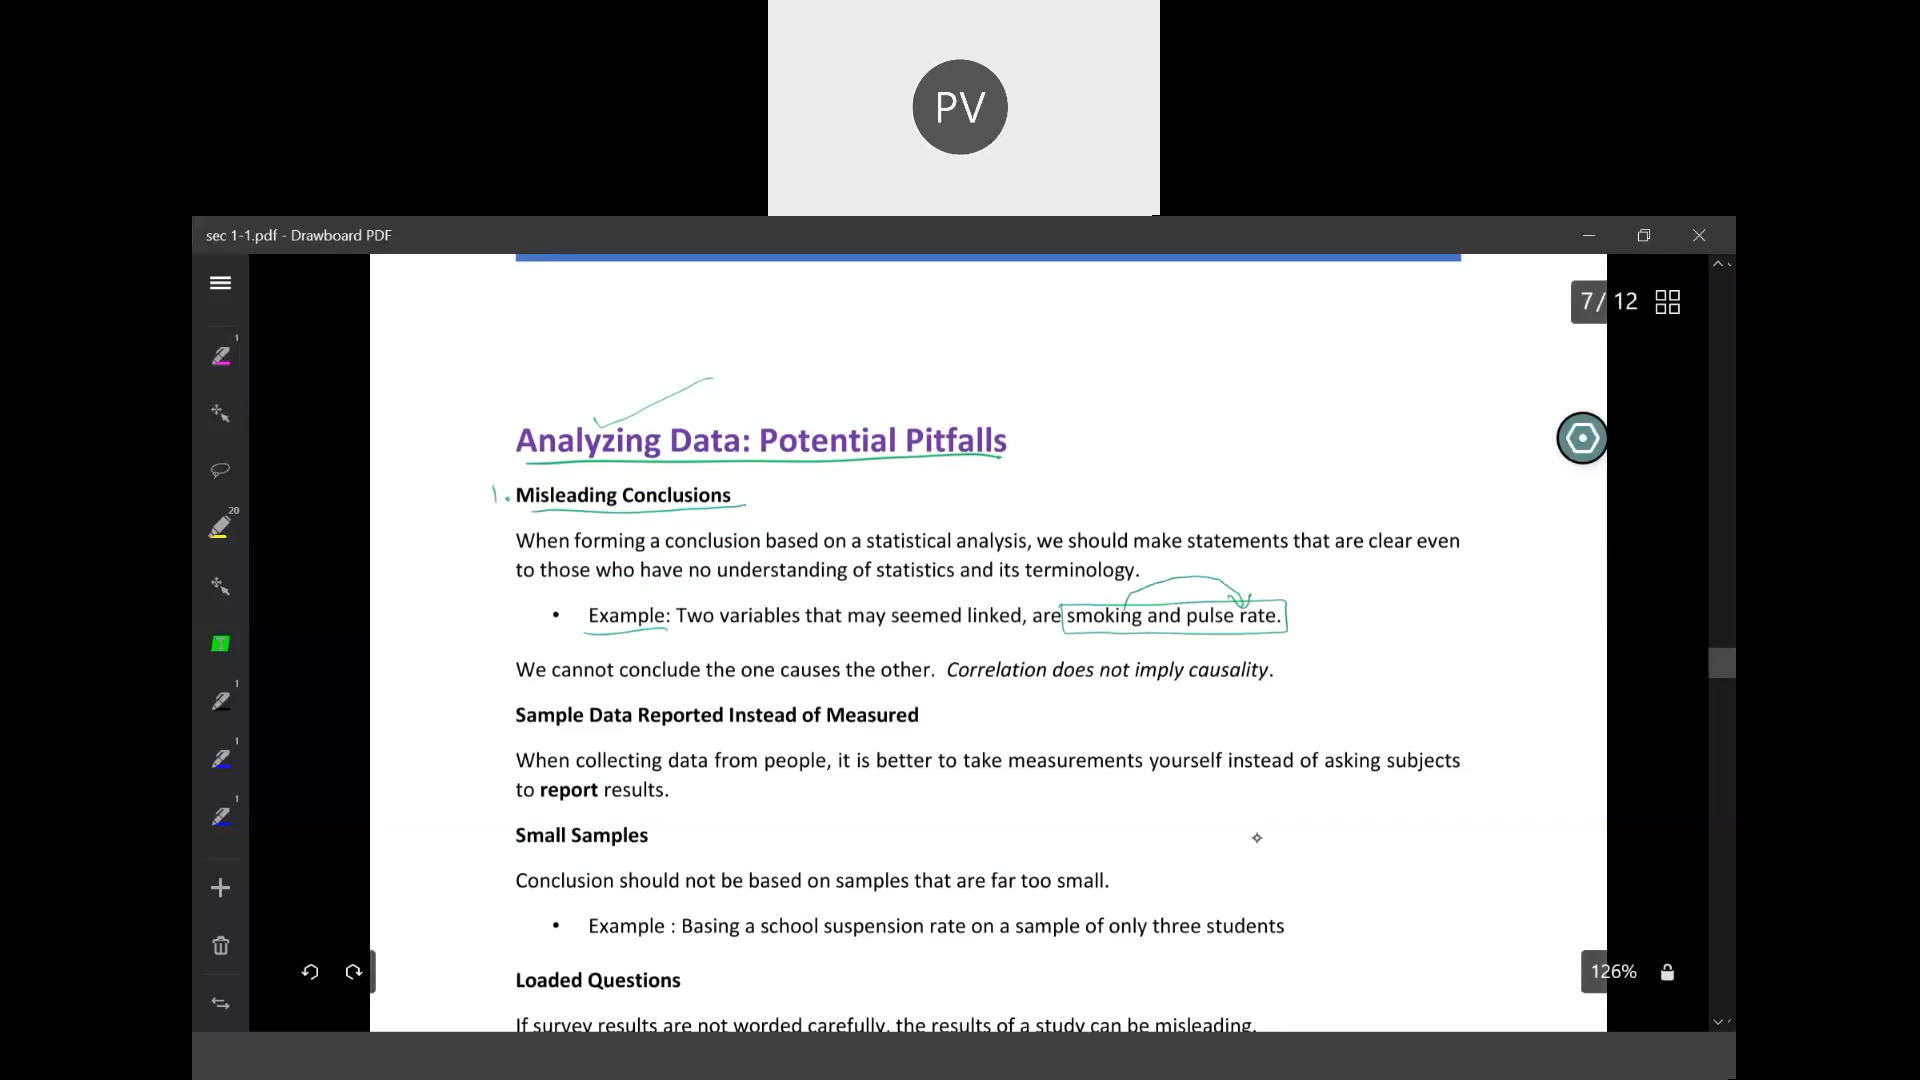 PV
sec 1-1.pdf - Drawboard PDF
7 / 12
Analyzing Data: Potential Pitfalls
1. Misleading Conclusions
When forming a conclusion based on a statistical analysis, we should make statements that are clear even
to those who have no understanding of statistics and its terminology.
• Example: Two variables that may seemed linked, are smoking and pulse rate.
We cannot conclude the one causes the other. Correlation does not imply causality.
Sample Data Reported Instead of Measured
When collecting data from people, it is better to take measurements yourself instead of asking subjects
to report results.
Small Samples
Conclusion should not be based on samples that are far too small.
• Example : Basing a school suspension rate on a sample of only three students
Loaded Questions
If survey results are not worded carefully, the results of a study can be misleading.
1
20
T
1
1
1
126%